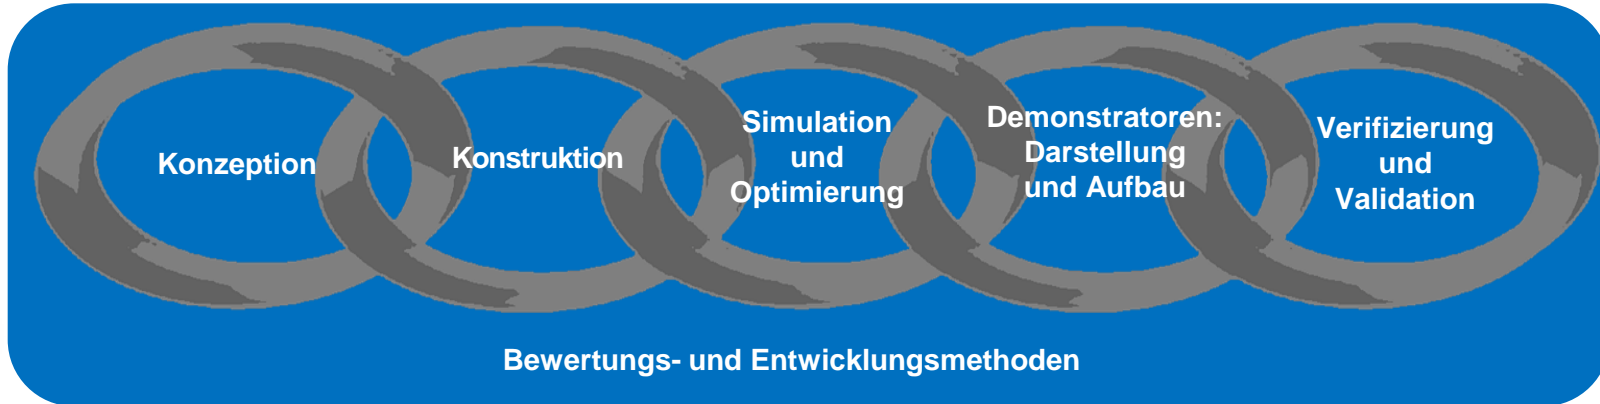 Konzeption
Konstruktion
Simulation
und
Optimierung
Demonstratoren:
Darstellung
und Aufbau
Verifizierung
und
Validation
Bewertungs- und Entwicklungsmethoden